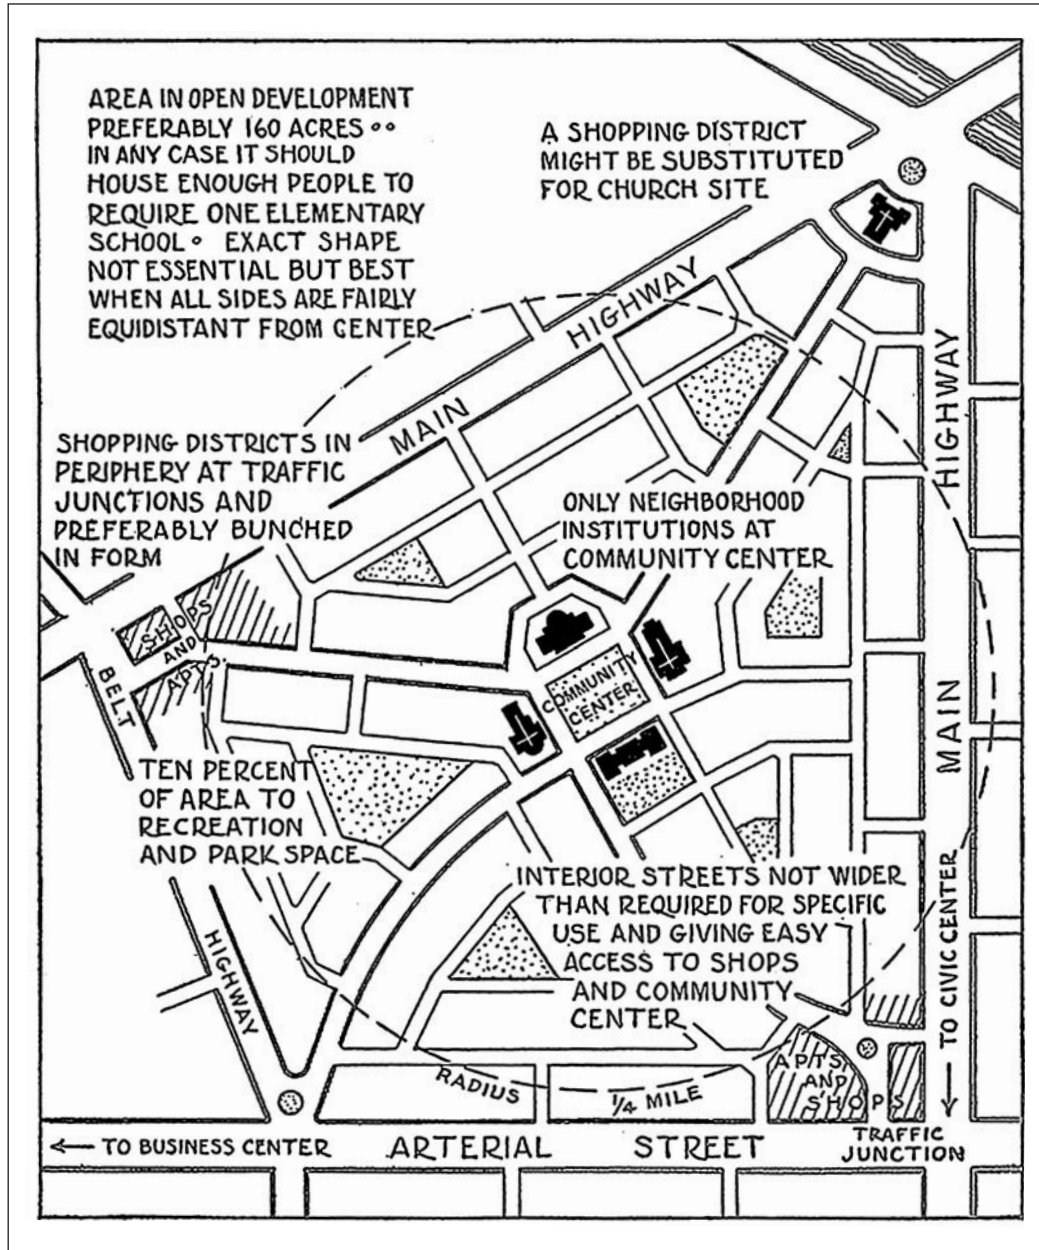 AREA IN OPEN DEVELOPMENT
PREFERABLY 160 ACRES ∘∘
IN ANY CASE IT SHOULD
HOUSE ENOUGH PEOPLE TO
REQUIRE ONE ELEMENTARY
SCHOOL ∘ EXACT SHAPE
NOT ESSENTIAL BUT BEST
WHEN ALL SIDES ARE FAIRLY
EQUIDISTANT FROM CENTER
A SHOPPING DISTRICT
MIGHT BE SUBSTITUTED
FOR CHURCH SITE
MAIN HIGHWAY
SHOPPING DISTRICTS IN
PERIPHERY AT TRAFFIC
JUNCTIONS AND
PREFERABLY BUNCHED
IN FORM
ONLY NEIGHBORHOOD
INSTITUTIONS AT
COMMUNITY CENTER
MAIN HIGHWAY
SHOPS
AND
APTS.
BELT
HIGHWAY
COMMUNITY
CENTER
TEN PERCENT
OF AREA TO
RECREATION
AND PARK SPACE
INTERIOR STREETS NOT WIDER
THAN REQUIRED FOR SPECIFIC
USE AND GIVING EASY
ACCESS TO SHOPS
AND COMMUNITY
CENTER
→ TO CIVIC CENTER
APTS
AND
SHOPS
RADIUS 1/4 MILE
← TO BUSINESS CENTER
ARTERIAL STREET
TRAFFIC
JUNCTION